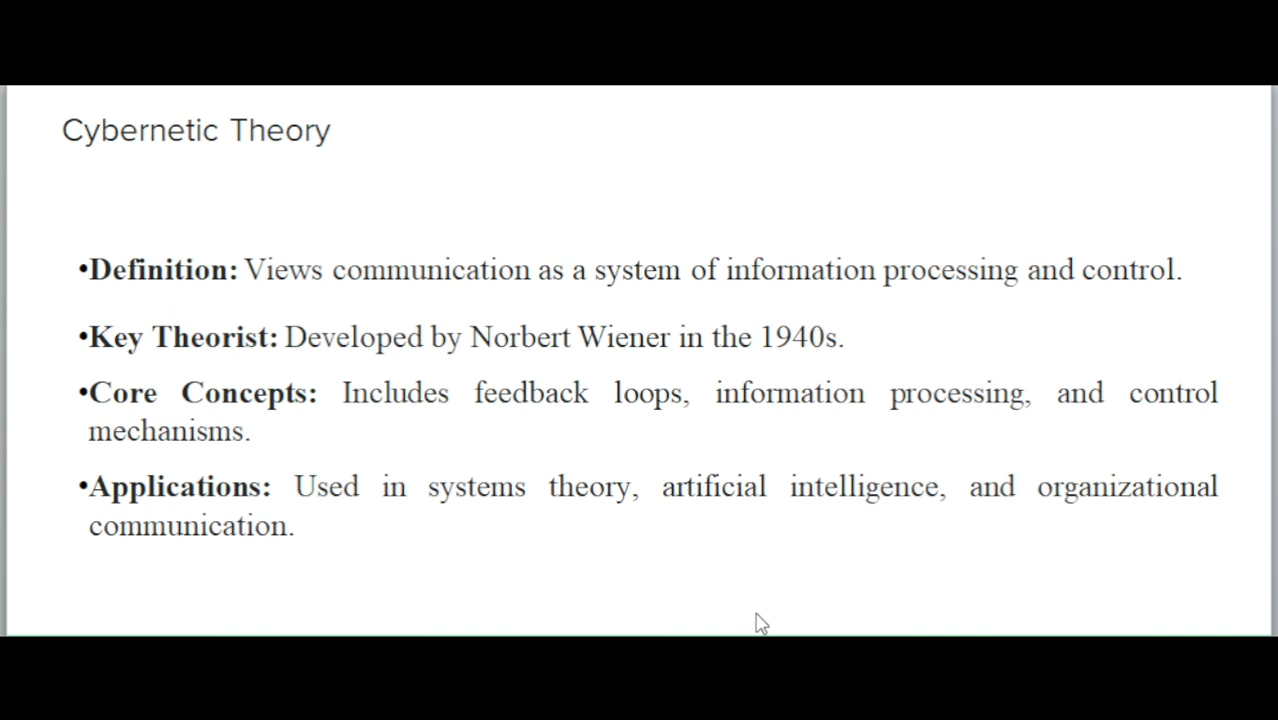 Cybernetic Theory
•Definition: Views communication as a system of information processing and control.
•Key Theorist: Developed by Norbert Wiener in the 1940s.
•Core Concepts: Includes feedback loops, information processing, and control
mechanisms.
•Applications: Used in systems theory, artificial intelligence, and organizational
communication.